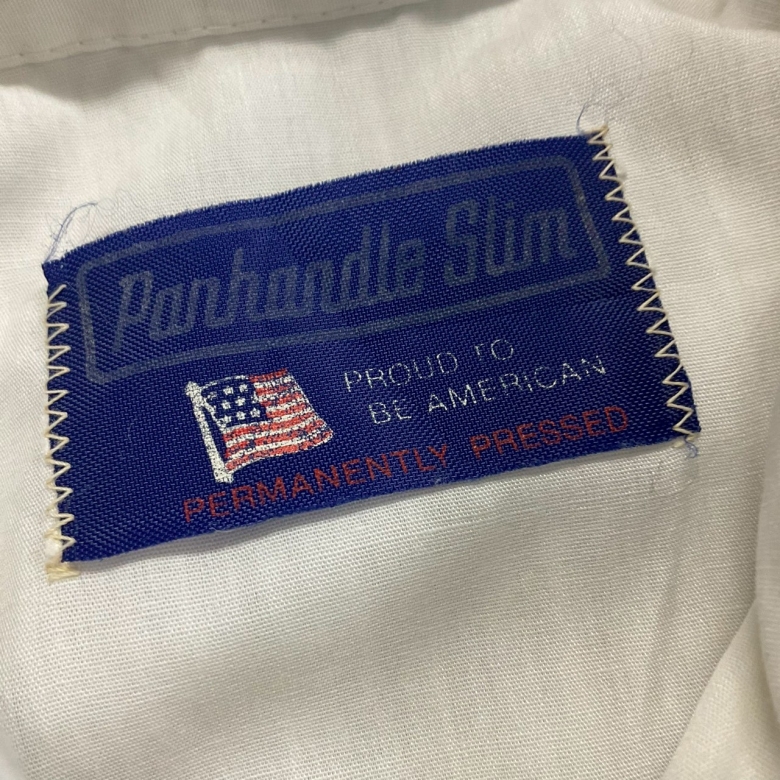 Panhandle Slim
PROUD TO
BE AMERICAN
PERMANENTLY PRESSED